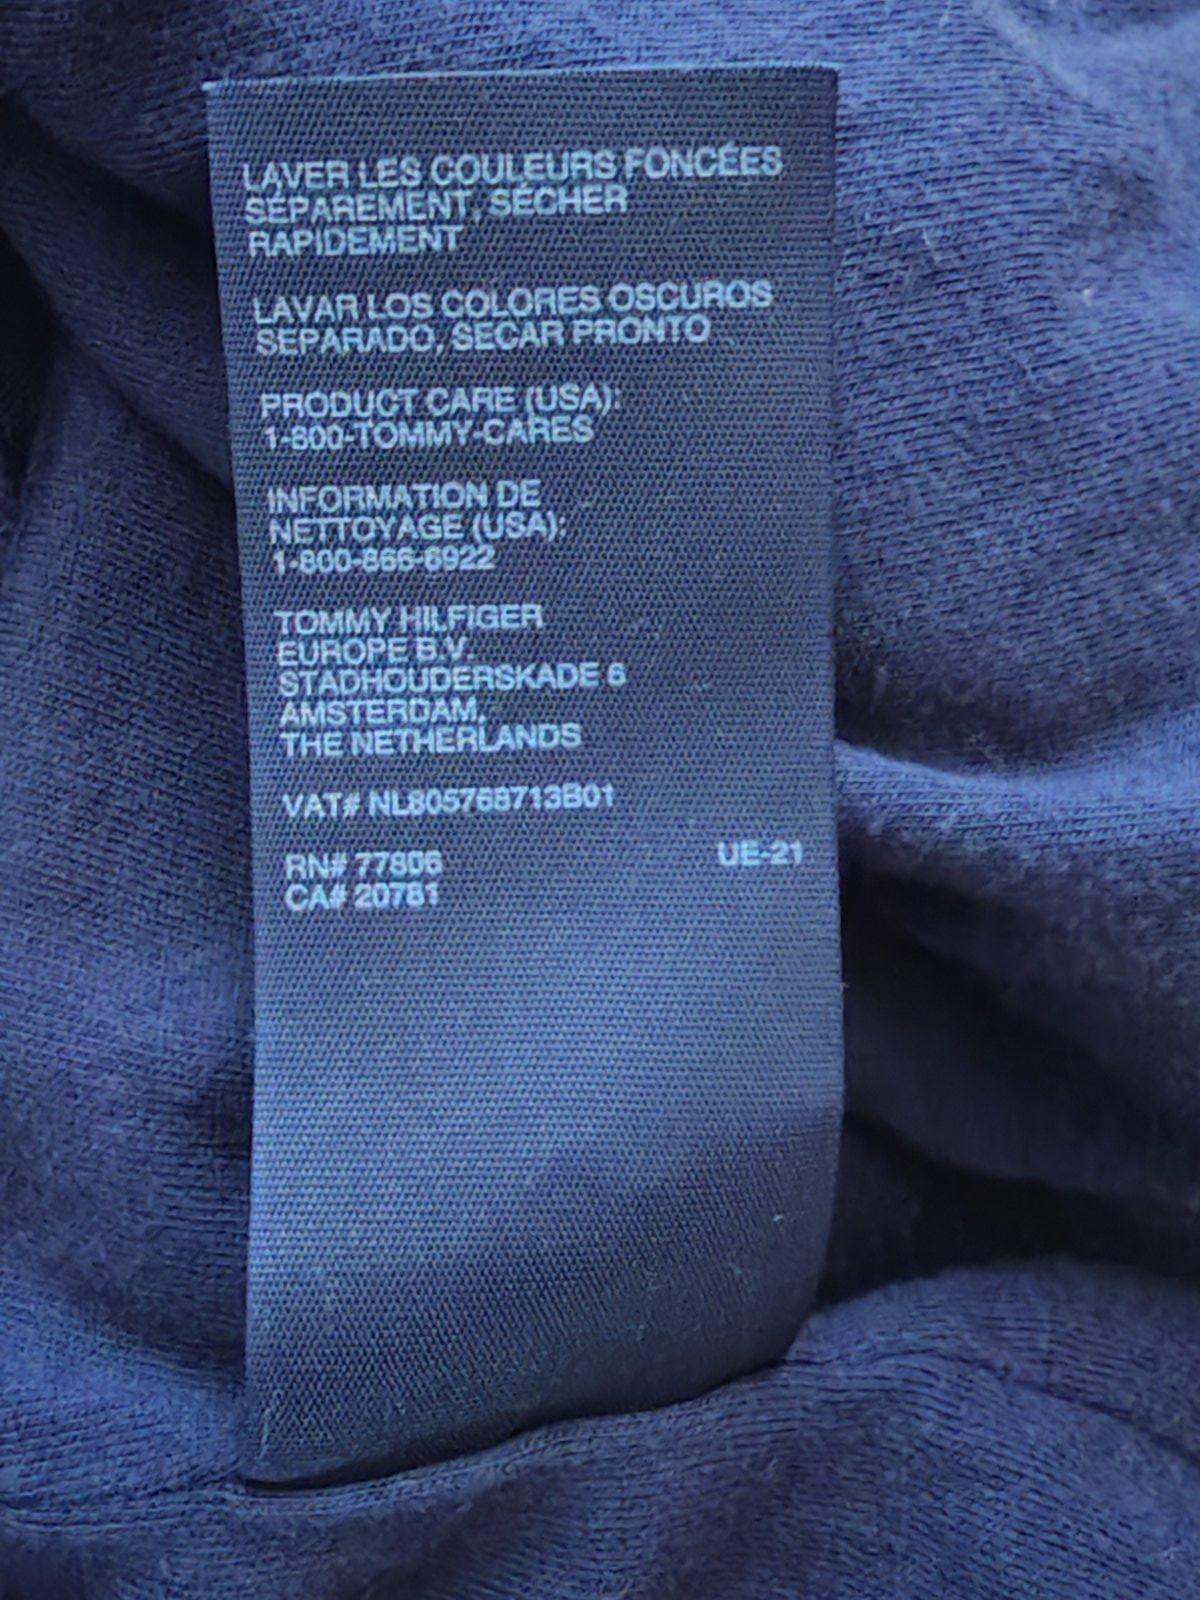 LAVER LES COULEURS FONCÉES
SÉPAREMENT, SÉCHER
RAPIDEMENT
LAVAR LOS COLORES OSCUROS
SEPARADO, SECAR PRONTO
PRODUCT CARE (USA):
1-800-TOMMY-CARES
INFORMATION DE
NETTOYAGE (USA):
1-800-866-6922
TOMMY HILFIGER
EUROPE B.V.
STADHOUDERSKADE 6
AMSTERDAM,
THE NETHERLANDS
VAT# NL805768713B01
RN# 77806 UE-21
CA# 20781